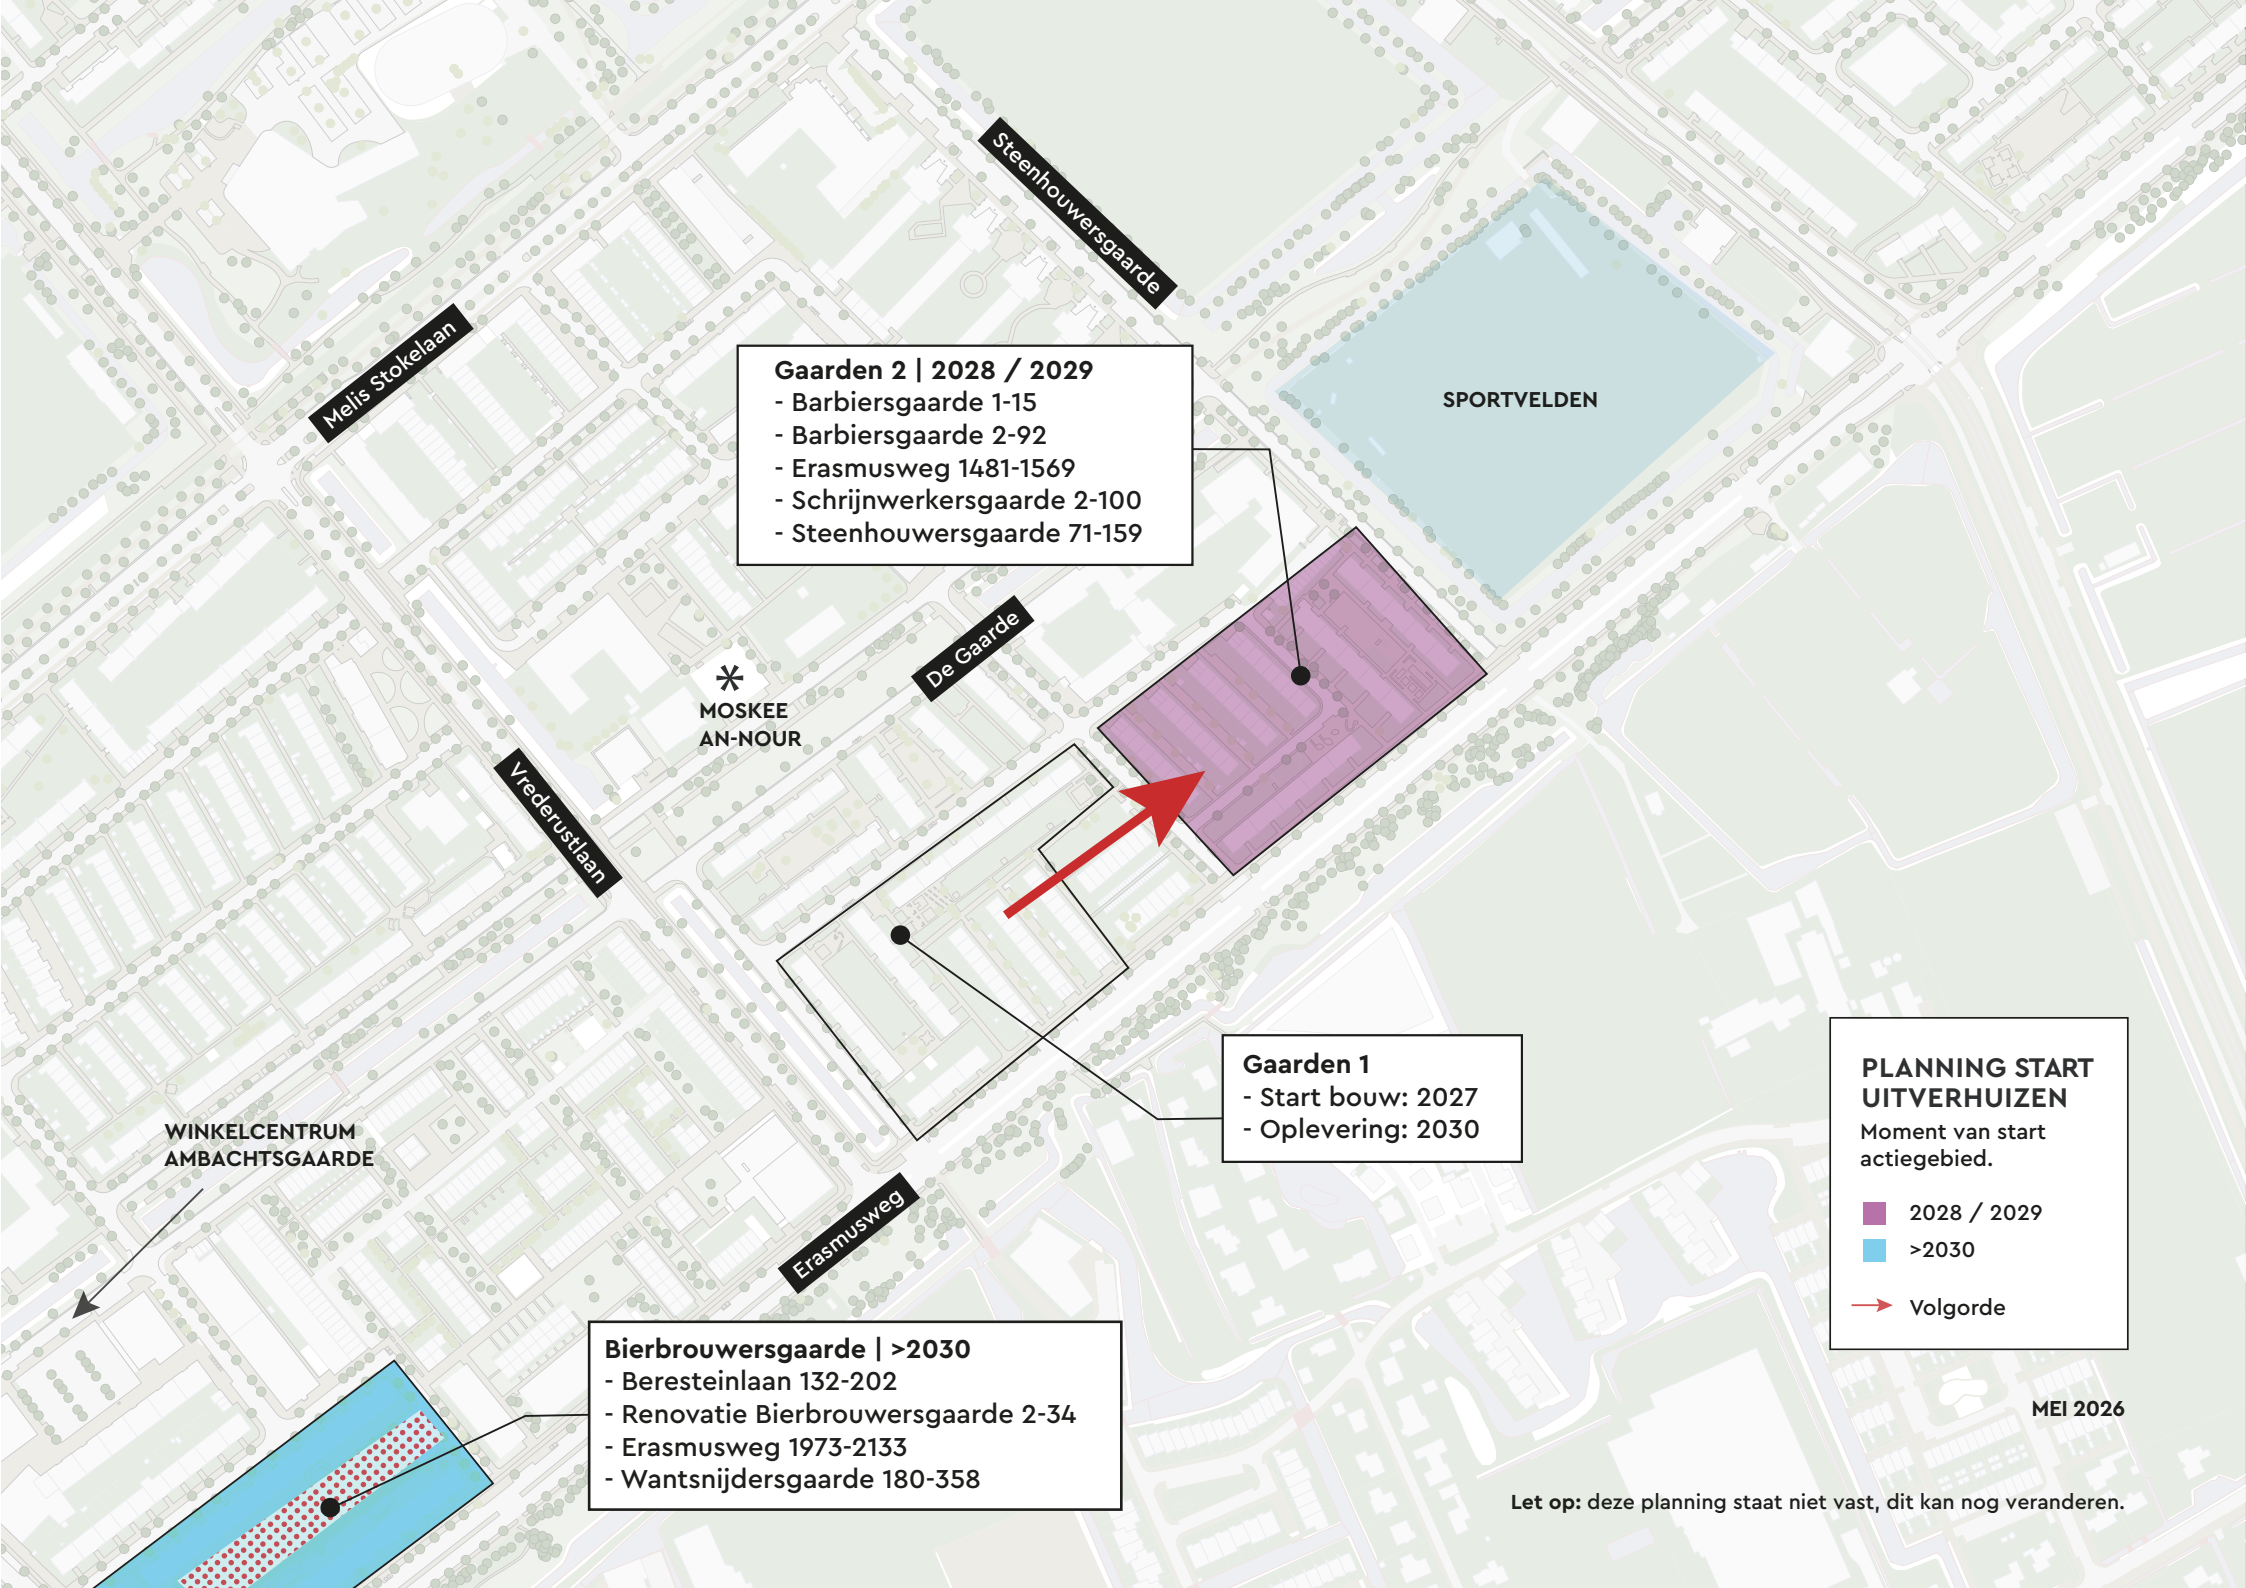 Steenhouwersgaarde
Melis Stokelaan
Gaarden 2 | 2028 / 2029
- Barbiersgaarde 1-15
- Barbiersgaarde 2-92
- Erasmusweg 1481-1569
- Schrijnwerkersgaarde 2-100
- Steenhouwersgaarde 71-159
SPORTVELDEN
De Gaarde
MOSKEE
AN-NOUR
Vrederustlaan
Gaarden 1
- Start bouw: 2027
- Oplevering: 2030
WINKELCENTRUM
AMBACHTSGAARDE
Erasmusweg
Bierbrouwersgaarde | >2030
- Beresteinlaan 132-202
- Renovatie Bierbrouwersgaarde 2-34
- Erasmusweg 1973-2133
- Wantsnijdersgaarde 180-358
PLANNING START
UITVERHUIZEN
Moment van start
actiegebied.
2028 / 2029
>2030
Volgorde
MEI 2026
Let op: deze planning staat niet vast, dit kan nog veranderen.